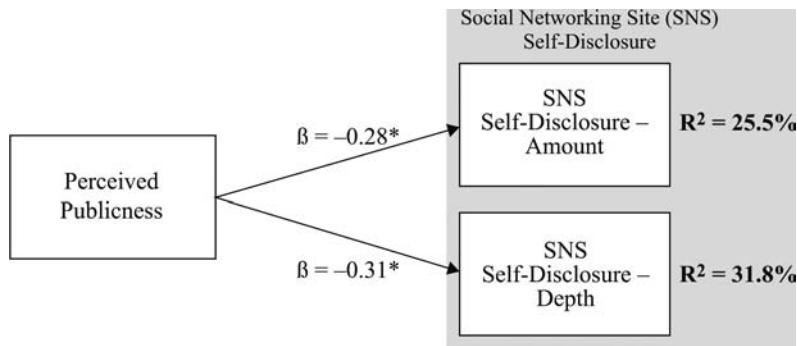 Social Networking Site (SNS)
Self-Disclosure
SNS
Self-Disclosure –
Amount
R² = 25.5%
ß = –0.28*
Perceived
Publicness
ß = –0.31*
SNS
Self-Disclosure –
Depth
R² = 31.8%